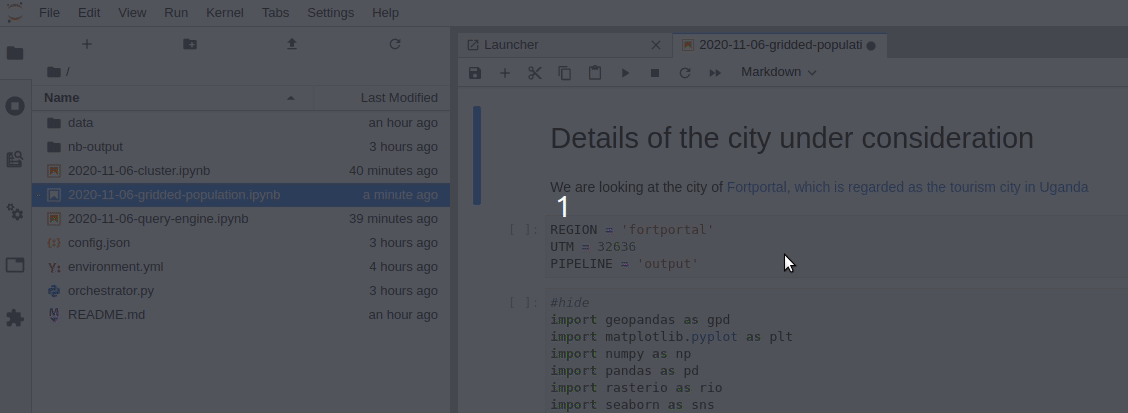 File Edit View Run Kernel Tabs Settings Help
/
Name Last Modified
data an hour ago
nb-output 3 hours ago
2020-11-06-cluster.ipynb 40 minutes ago
2020-11-06-gridded-population.ipynb a minute ago
2020-11-06-query-engine.ipynb 39 minutes ago
config.json 3 hours ago
environment.yml 4 hours ago
orchestrator.py 3 hours ago
README.md an hour ago
Launcher 2020-11-06-gridded-populati
Markdown
Details of the city under consideration
We are looking at the city of Fortportal, which is regarded as the tourism city in Uganda
1
[ ]: REGION = 'fortportal'
UTM = 32636
PIPELINE = 'output'
[ ]: #hide
import geopandas as gpd
import matplotlib.pyplot as plt
import numpy as np
import pandas as pd
import rasterio as rio
import seaborn as sns